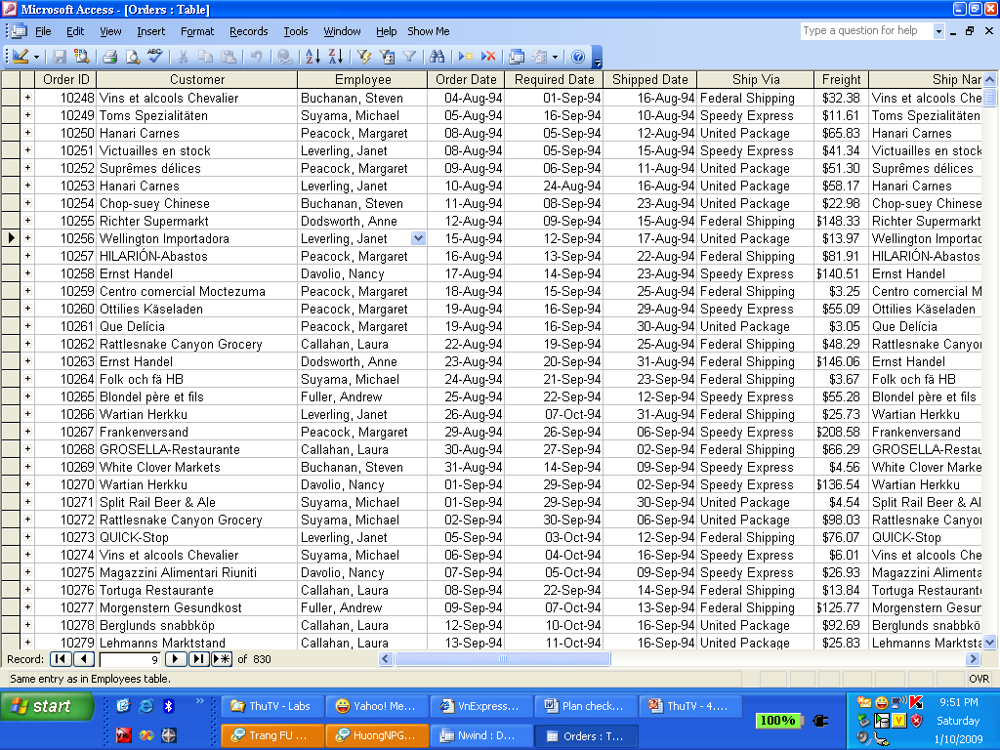 Microsoft Access - [Orders : Table]
File Edit View Insert Format Records Tools Window Help Show Me Type a question for help
Order ID Customer Employee Order Date Required Date Shipped Date Ship Via Freight Ship Nar
+ 10248 Vins et alcools Chevalier Buchanan, Steven 04-Aug-94 01-Sep-94 16-Aug-94 Federal Shipping $32.38 Vins et alcools Che
+ 10249 Toms Spezialitäten Suyama, Michael 05-Aug-94 16-Sep-94 10-Aug-94 Speedy Express $11.61 Toms Spezialitäten
+ 10250 Hanari Carnes Peacock, Margaret 08-Aug-94 05-Sep-94 12-Aug-94 United Package $65.83 Hanari Carnes
+ 10251 Victuailles en stock Leverling, Janet 08-Aug-94 05-Sep-94 15-Aug-94 Speedy Express $41.34 Victuailles en stock
+ 10252 Suprêmes délices Peacock, Margaret 09-Aug-94 06-Sep-94 11-Aug-94 United Package $51.30 Suprêmes délices
+ 10253 Hanari Carnes Leverling, Janet 10-Aug-94 24-Aug-94 16-Aug-94 United Package $58.17 Hanari Carnes
+ 10254 Chop-suey Chinese Buchanan, Steven 11-Aug-94 08-Sep-94 23-Aug-94 United Package $22.98 Chop-suey Chinese
+ 10255 Richter Supermarkt Dodsworth, Anne 12-Aug-94 09-Sep-94 15-Aug-94 Federal Shipping $148.33 Richter Supermarkt
+ 10256 Wellington Importadora Leverling, Janet 15-Aug-94 12-Sep-94 17-Aug-94 United Package $13.97 Wellington Importac
+ 10257 HILARIÓN-Abastos Peacock, Margaret 16-Aug-94 13-Sep-94 22-Aug-94 Federal Shipping $81.91 HILARIÓN-Abastos
+ 10258 Ernst Handel Davolio, Nancy 17-Aug-94 14-Sep-94 23-Aug-94 Speedy Express $140.51 Ernst Handel
+ 10259 Centro comercial Moctezuma Peacock, Margaret 18-Aug-94 15-Sep-94 25-Aug-94 Federal Shipping $3.25 Centro comercial M
+ 10260 Ottilies Käseladen Peacock, Margaret 19-Aug-94 16-Sep-94 29-Aug-94 Speedy Express $55.09 Ottilies Käseladen
+ 10261 Que Delícia Peacock, Margaret 19-Aug-94 16-Sep-94 30-Aug-94 United Package $3.05 Que Delícia
+ 10262 Rattlesnake Canyon Grocery Callahan, Laura 22-Aug-94 19-Sep-94 25-Aug-94 Federal Shipping $48.29 Rattlesnake Canyor
+ 10263 Ernst Handel Dodsworth, Anne 23-Aug-94 20-Sep-94 31-Aug-94 Federal Shipping $146.06 Ernst Handel
+ 10264 Folk och fä HB Suyama, Michael 24-Aug-94 21-Sep-94 23-Sep-94 Federal Shipping $3.67 Folk och fä HB
+ 10265 Blondel père et fils Fuller, Andrew 25-Aug-94 22-Sep-94 12-Sep-94 Speedy Express $55.28 Blondel père et fils
+ 10266 Wartian Herkku Leverling, Janet 26-Aug-94 07-Oct-94 31-Aug-94 Federal Shipping $25.73 Wartian Herkku
+ 10267 Frankenversand Peacock, Margaret 29-Aug-94 26-Sep-94 06-Sep-94 Speedy Express $208.58 Frankenversand
+ 10268 GROSELLA-Restaurante Callahan, Laura 30-Aug-94 27-Sep-94 02-Sep-94 Federal Shipping $66.29 GROSELLA-Restau
+ 10269 White Clover Markets Buchanan, Steven 31-Aug-94 14-Sep-94 09-Sep-94 Speedy Express $4.56 White Clover Marke
+ 10270 Wartian Herkku Davolio, Nancy 01-Sep-94 29-Sep-94 02-Sep-94 Speedy Express $136.54 Wartian Herkku
+ 10271 Split Rail Beer & Ale Suyama, Michael 01-Sep-94 29-Sep-94 30-Sep-94 United Package $4.54 Split Rail Beer & Al
+ 10272 Rattlesnake Canyon Grocery Suyama, Michael 02-Sep-94 30-Sep-94 06-Sep-94 United Package $98.03 Rattlesnake Canyor
+ 10273 QUICK-Stop Leverling, Janet 05-Sep-94 03-Oct-94 12-Sep-94 Federal Shipping $76.07 QUICK-Stop
+ 10274 Vins et alcools Chevalier Suyama, Michael 06-Sep-94 04-Oct-94 16-Sep-94 Speedy Express $6.01 Vins et alcools Che
+ 10275 Magazzini Alimentari Riuniti Davolio, Nancy 07-Sep-94 05-Oct-94 09-Sep-94 Speedy Express $26.93 Magazzini Alimenta
+ 10276 Tortuga Restaurante Callahan, Laura 08-Sep-94 22-Sep-94 14-Sep-94 Federal Shipping $13.84 Tortuga Restaurant
+ 10277 Morgenstern Gesundkost Fuller, Andrew 09-Sep-94 07-Oct-94 13-Sep-94 Federal Shipping $125.77 Morgenstern Gesur
+ 10278 Berglunds snabbköp Callahan, Laura 12-Sep-94 10-Oct-94 16-Sep-94 United Package $92.69 Berglunds snabbkö
+ 10279 Lehmanns Marktstand Callahan, Laura 13-Sep-94 11-Oct-94 16-Sep-94 United Package $25.83 Lehmanns Marktsta
Record: 9 of 830
Same entry as in Employees table. OVR
start ThuTV - Labs Yahoo! Me... VnExpress... Plan check... ThuTV - 4.... 9:51 PM
100% Saturday
Trang FU ... HuongNPG... Nwind : D... Orders : T... 1/10/2009